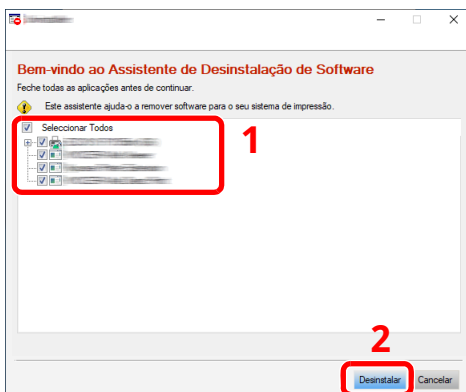 Bem-vindo ao Assistente de Desinstalação de Software
Feche todas as aplicações antes de continuar.
Este assistente ajuda-o a remover software para o seu sistema de impressão.
Seleccionar Todos
1
2
Desinstalar Cancelar